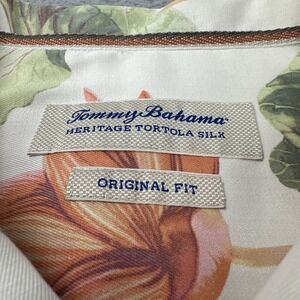 Tommy Bahama
HERITAGE TORTOLA SILK
ORIGINAL FIT